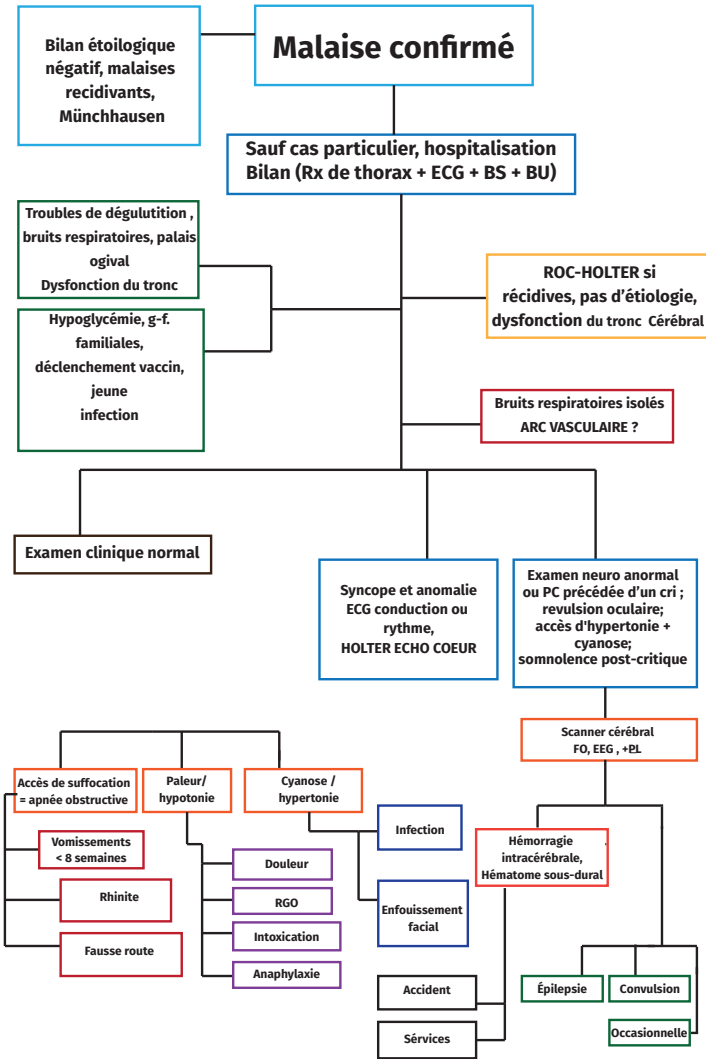 Bilan étoilogique
négatif, malaises
recidivants,
Münchhausen
Malaise confirmé
Sauf cas particulier, hospitalisation
Bilan (Rx de thorax + ECG + BS + BU)
Troubles de dégulutition ,
bruits respiratoires, palais
ogival
Dysfonction du tronc
Hypoglycémie, g-f.
familiales,
déclenchement vaccin,
jeune
infection
ROC-HOLTER si
récidives, pas d'étiologie,
dysfonction du tronc Cérébral
Bruits respiratoires isolés
ARC VASCULAIRE ?
Examen clinique normal
Syncope et anomalie
ECG conduction ou
rythme,
HOLTER ECHO COEUR
Examen neuro anormal
ou PC précédée d'un cri ;
revulsion oculaire;
accès d'hypertonie +
cyanose;
somnolence post-critique
Scanner cérébral
FO, EEG , +PL
Accès de suffocation
= apnée obstructive
Paleur/
hypotonie
Cyanose /
hypertonie
Vomissements
< 8 semaines
Rhinite
Fausse route
Douleur
RGO
Intoxication
Anaphylaxie
Infection
Enfouissement
facial
Hémorragie
intracérébrale,
Hématome sous-dural
Accident
Sérvices
Épilepsie
Convulsion
Occasionnelle